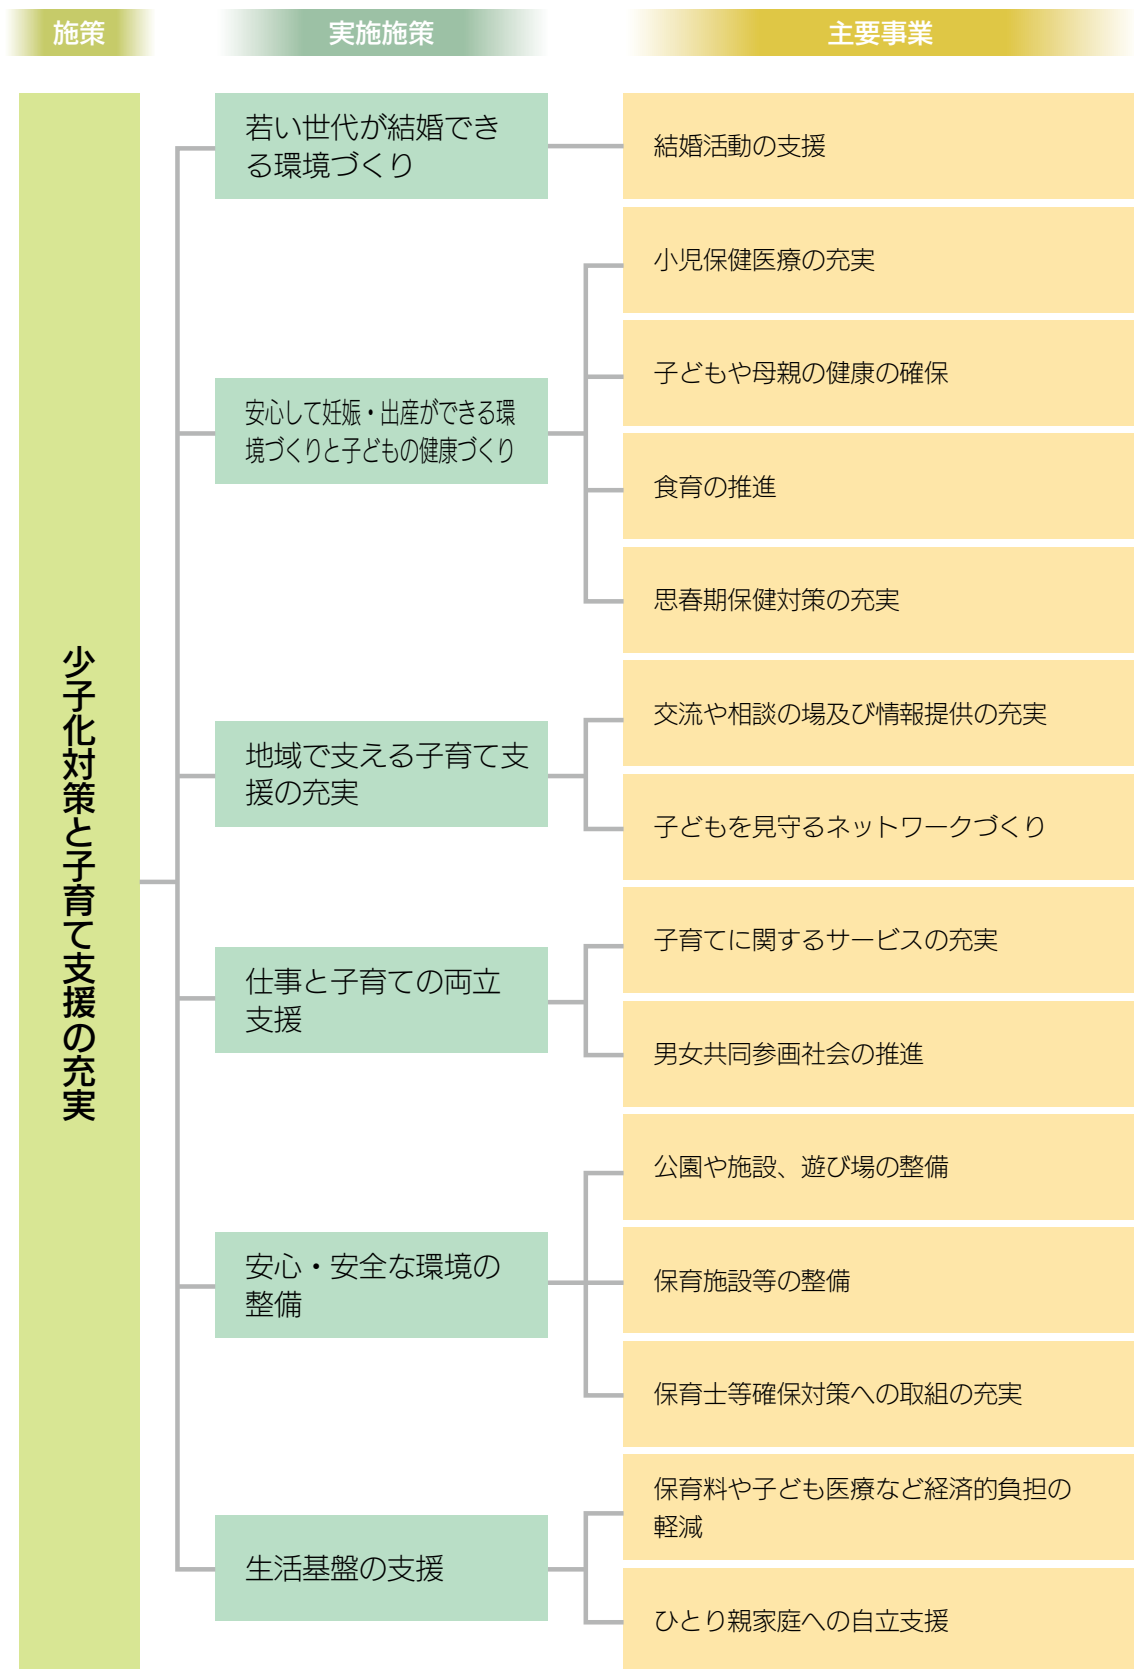 施策
実施施策
主要事業
少子化対策と子育て支援の充実
若い世代が結婚でき
る環境づくり
結婚活動の支援
安心して妊娠・出産ができる環
境づくりと子どもの健康づくり
小児保健医療の充実
子どもや母親の健康の確保
食育の推進
思春期保健対策の充実
地域で支える子育て支
援の充実
交流や相談の場及び情報提供の充実
子どもを見守るネットワークづくり
仕事と子育ての両立
支援
子育てに関するサービスの充実
男女共同参画社会の推進
安心・安全な環境の
整備
公園や施設、遊び場の整備
保育施設等の整備
保育士等確保対策への取組の充実
生活基盤の支援
保育料や子ども医療など経済的負担の
軽減
ひとり親家庭への自立支援